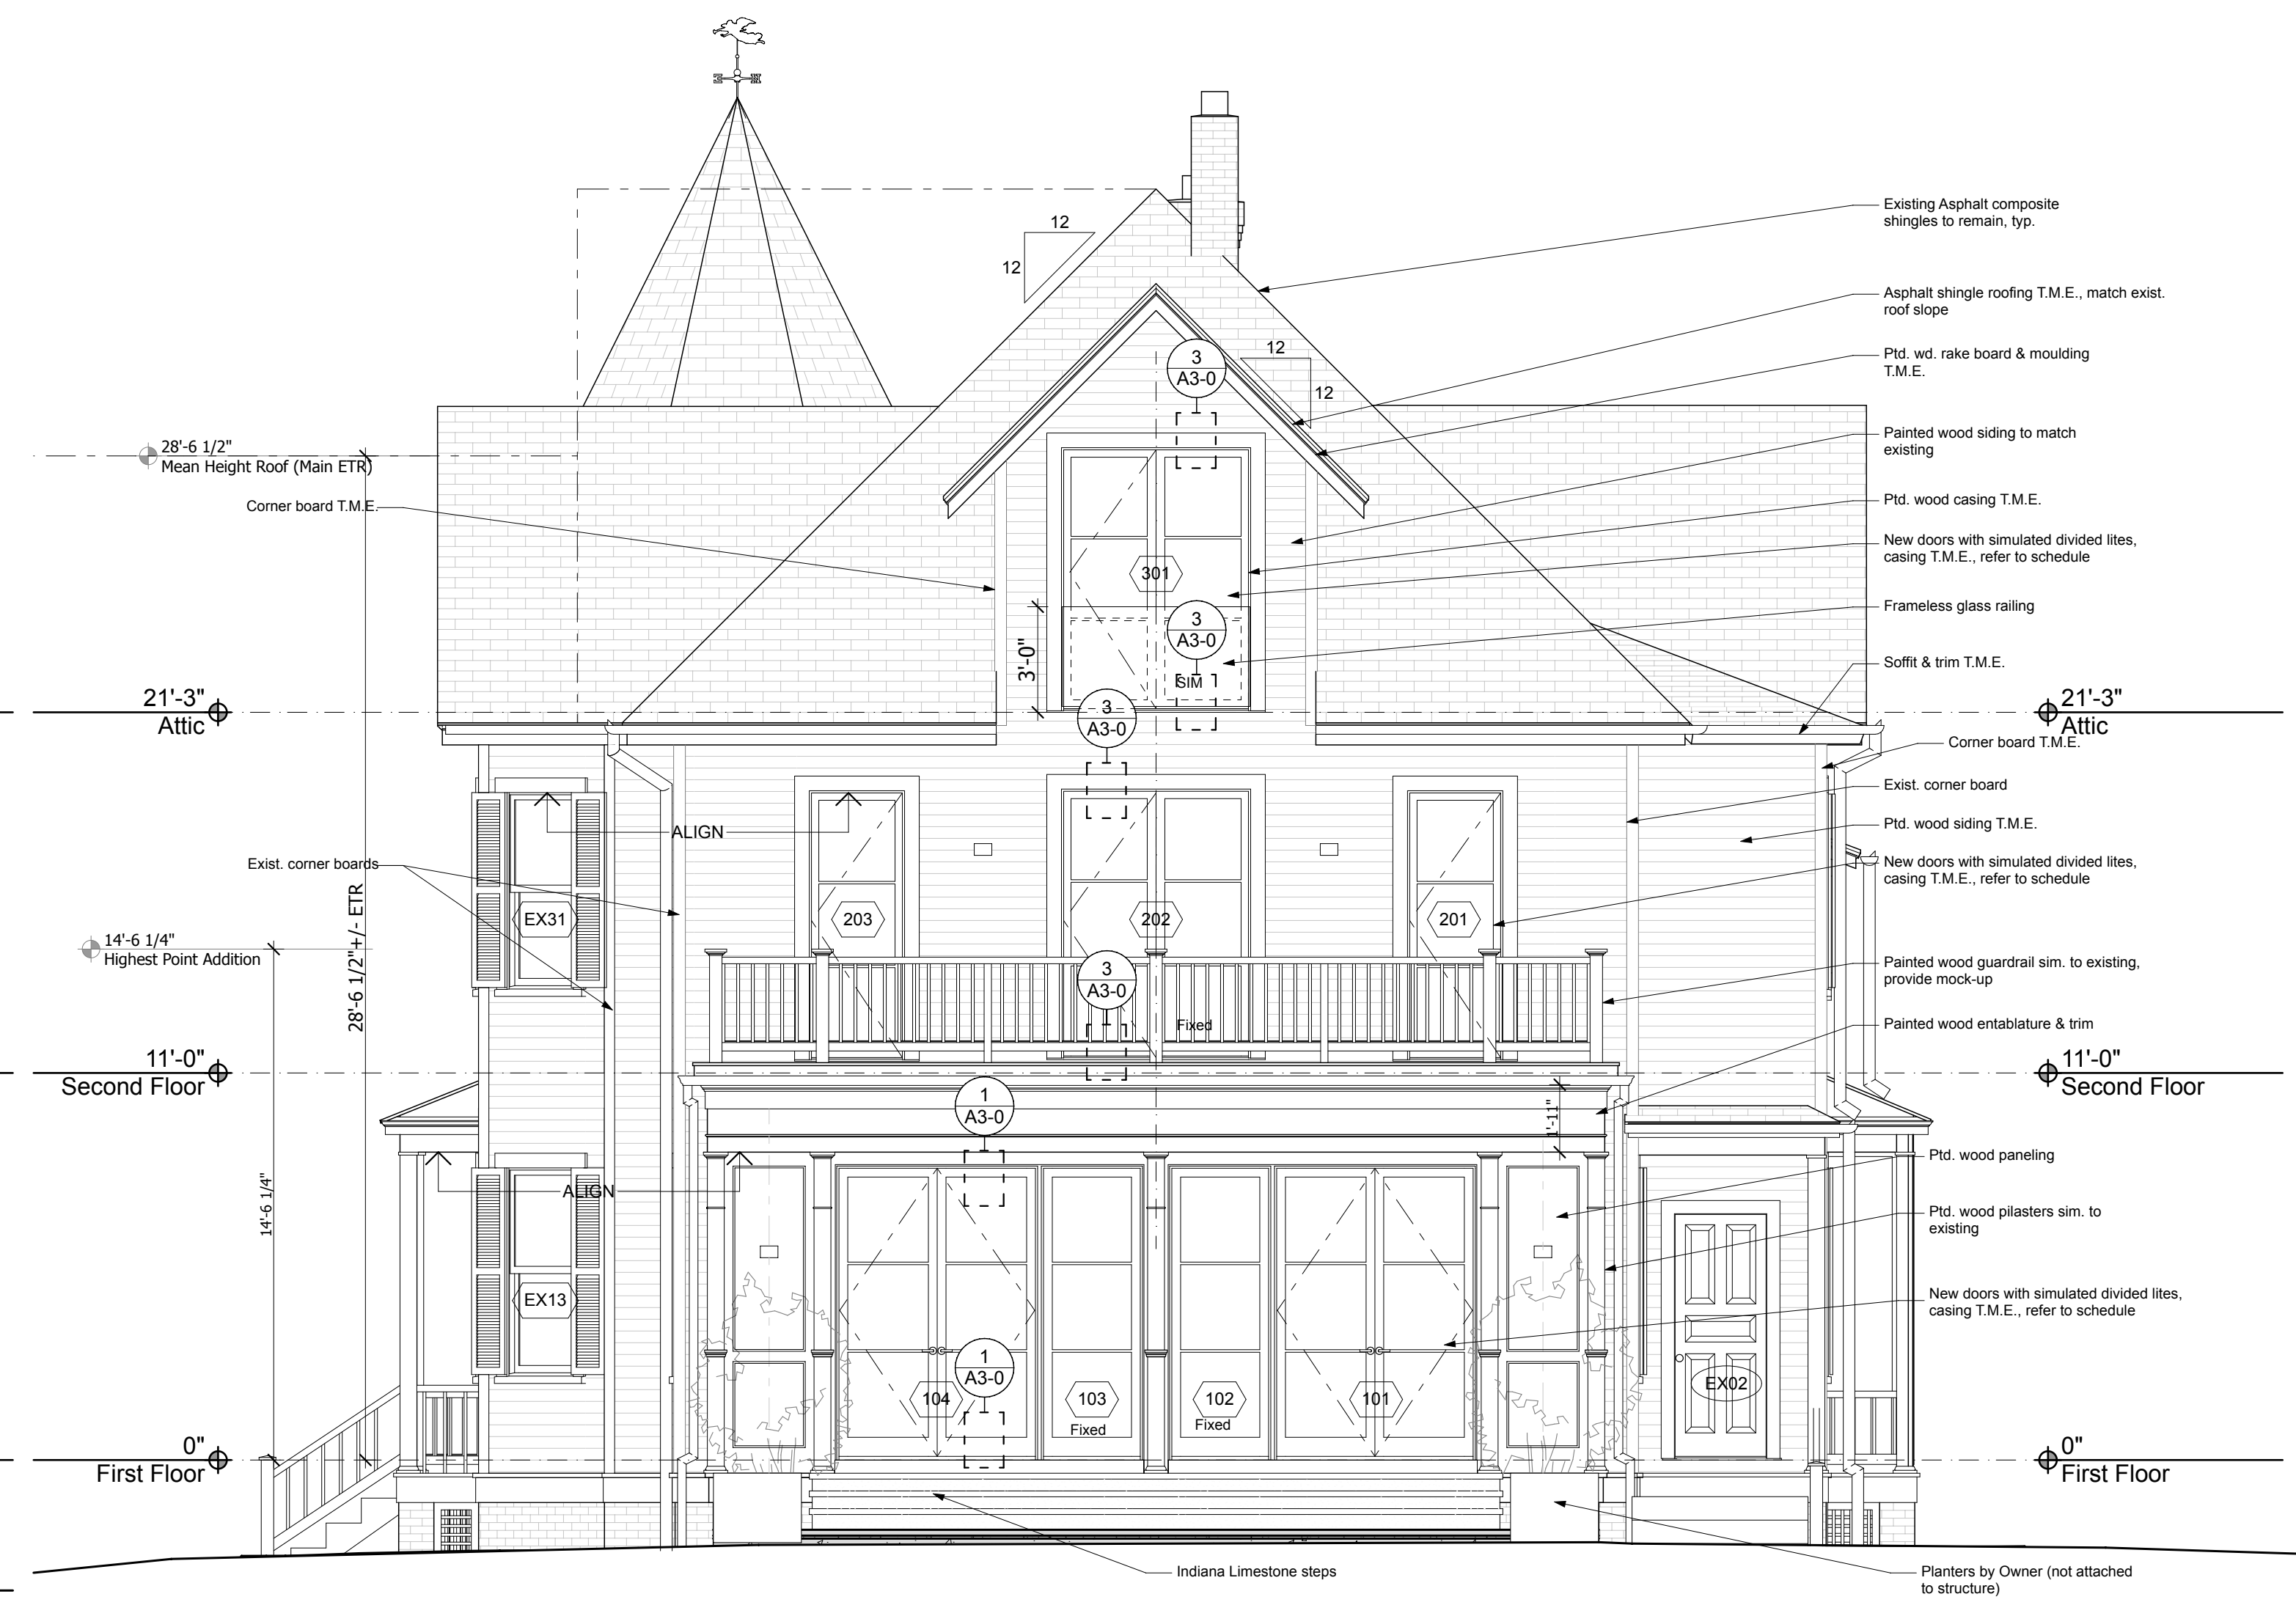 E N
12
12
Existing Asphalt composite
shingles to remain, typ.
Asphalt shingle roofing T.M.E., match exist.
roof slope
3
A3-0
12
12
Ptd. wd. rake board & moulding
T.M.E.
28'-6 1/2"
Mean Height Roof (Main ETR)
Painted wood siding to match
existing
Corner board T.M.E.
Ptd. wood casing T.M.E.
New doors with simulated divided lites,
casing T.M.E., refer to schedule
301
Frameless glass railing
3
A3-0
3'-0"
SIM
Soffit & trim T.M.E.
21'-3"
Attic
3
A3-0
21'-3"
Attic
Corner board T.M.E.
Exist. corner board
ALIGN
Ptd. wood siding T.M.E.
Exist. corner boards
New doors with simulated divided lites,
casing T.M.E., refer to schedule
EX31
203
202
201
28'-6 1/2"+/- ETR
14'-6 1/4"
Highest Point Addition
3
A3-0
Painted wood guardrail sim. to existing,
provide mock-up
Fixed
Painted wood entablature & trim
11'-0"
Second Floor
11'-0"
Second Floor
1
A3-0
1'-11"
Ptd. wood paneling
ALIGN
14'-6 1/4"
Ptd. wood pilasters sim. to
existing
EX13
New doors with simulated divided lites,
casing T.M.E., refer to schedule
1
A3-0
104
103
102
101
EX02
Fixed
Fixed
0"
First Floor
0"
First Floor
Indiana Limestone steps
Planters by Owner (not attached
to structure)